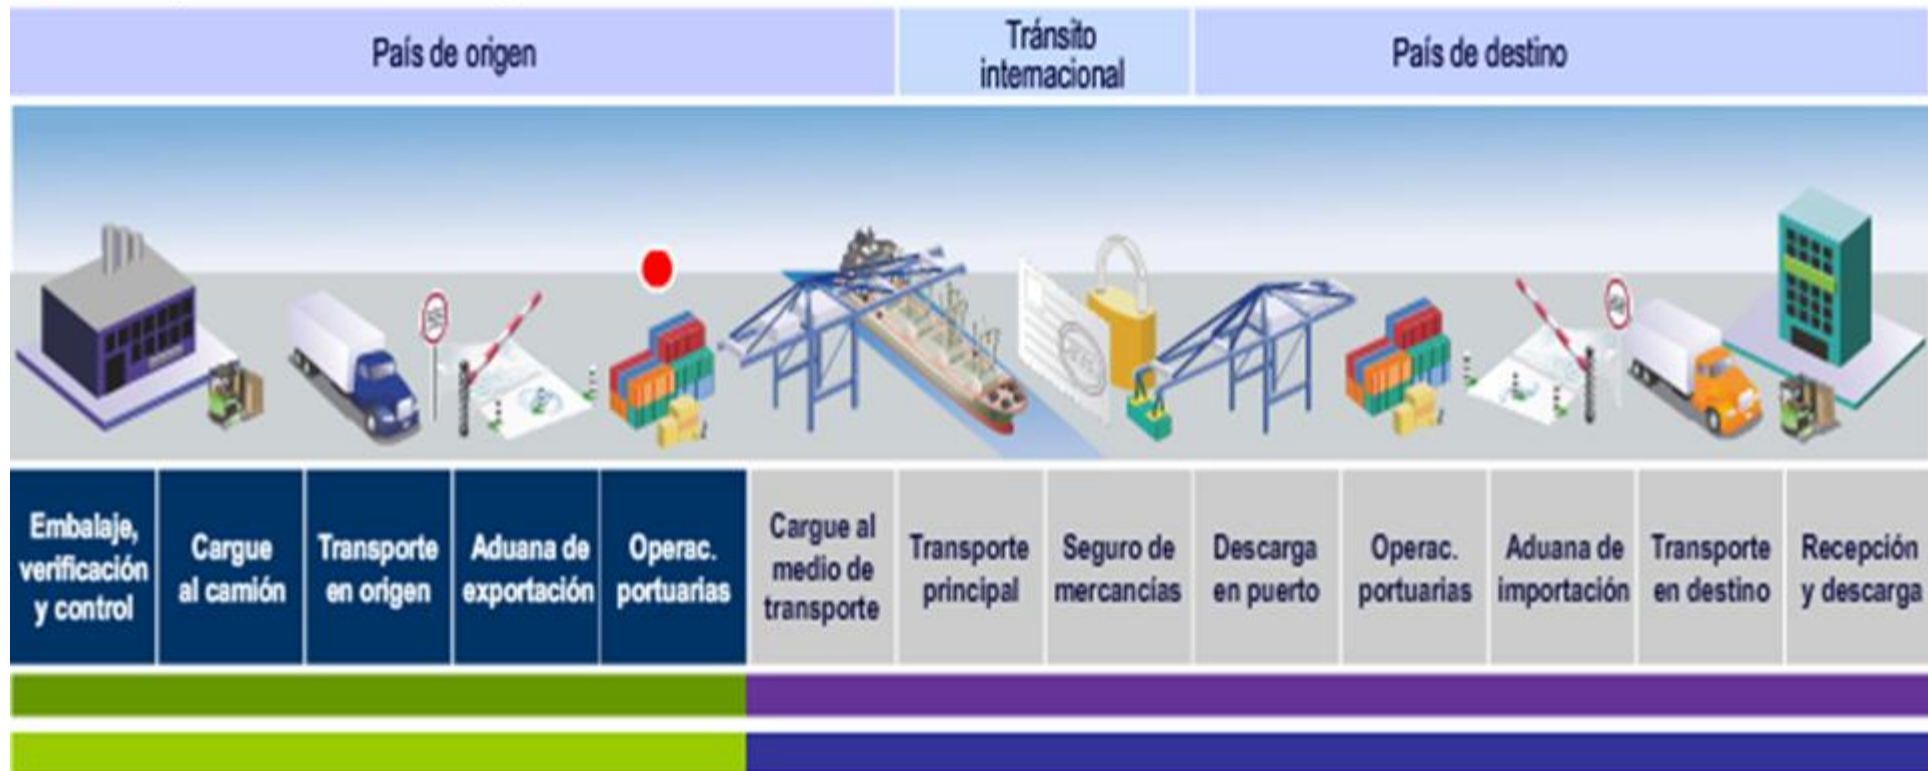 País de origen
Tránsito
internacional
País de destino
Embalaje,
verificación
y control
Cargue
al camión
Transporte
en origen
Aduana de
exportación
Operac.
portuarias
Cargue al
medio de
transporte
Transporte
principal
Seguro de
mercancías
Descarga
en puerto
Operac.
portuarias
Aduana de
importación
Transporte
en destino
Recepción
y descarga